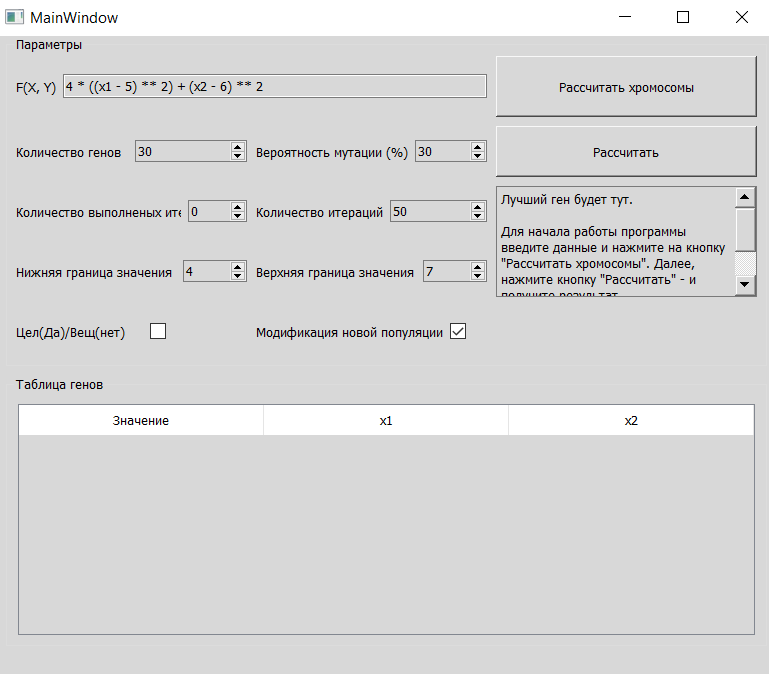 MainWindow
Параметры
F(X, Y) 4 * ((x1 - 5) ** 2) + (x2 - 6) ** 2
Рассчитать хромосомы
Количество генов 30 Вероятность мутации (%) 30
Рассчитать
Количество выполненых ите 0 Количество итераций 50
Нижняя граница значения 4 Верхняя граница значения 7
Лучший ген будет тут.
Для начала работы программы
введите данные и нажмите на кнопку
"Рассчитать хромосомы". Далее,
нажмите кнопку "Рассчитать" - и
получите результат
Цел(Да)/Вещ(нет) Модификация новой популяции
Таблица генов
Значение x1 x2